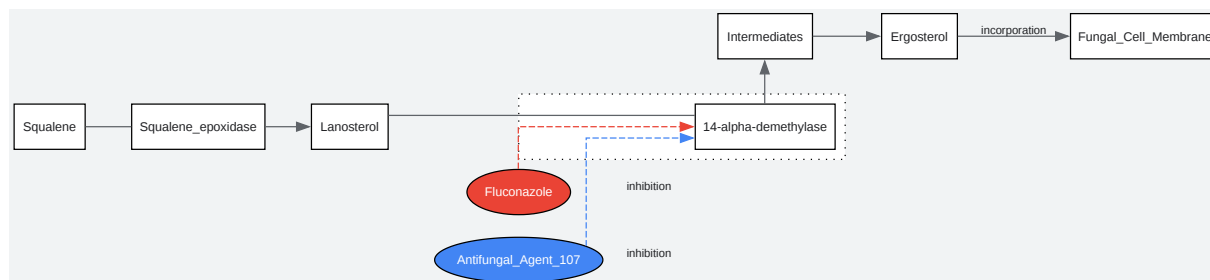 Intermediates
Ergosterol
incorporation
Fungal_Cell_Membrane
Squalene
Squalene_epoxidase
Lanosterol
14-alpha-demethylase
Fluconazole
inhibition
Antifungal_Agent_107
inhibition